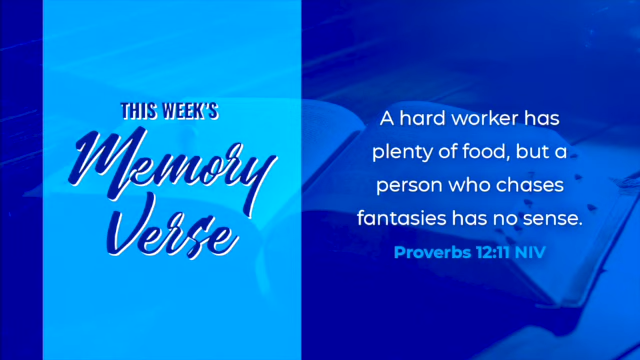 THIS WEEK'S
Memory
Verse
A hard worker has
plenty of food, but a
person who chases
fantasies has no sense.
Proverbs 12:11 NIV